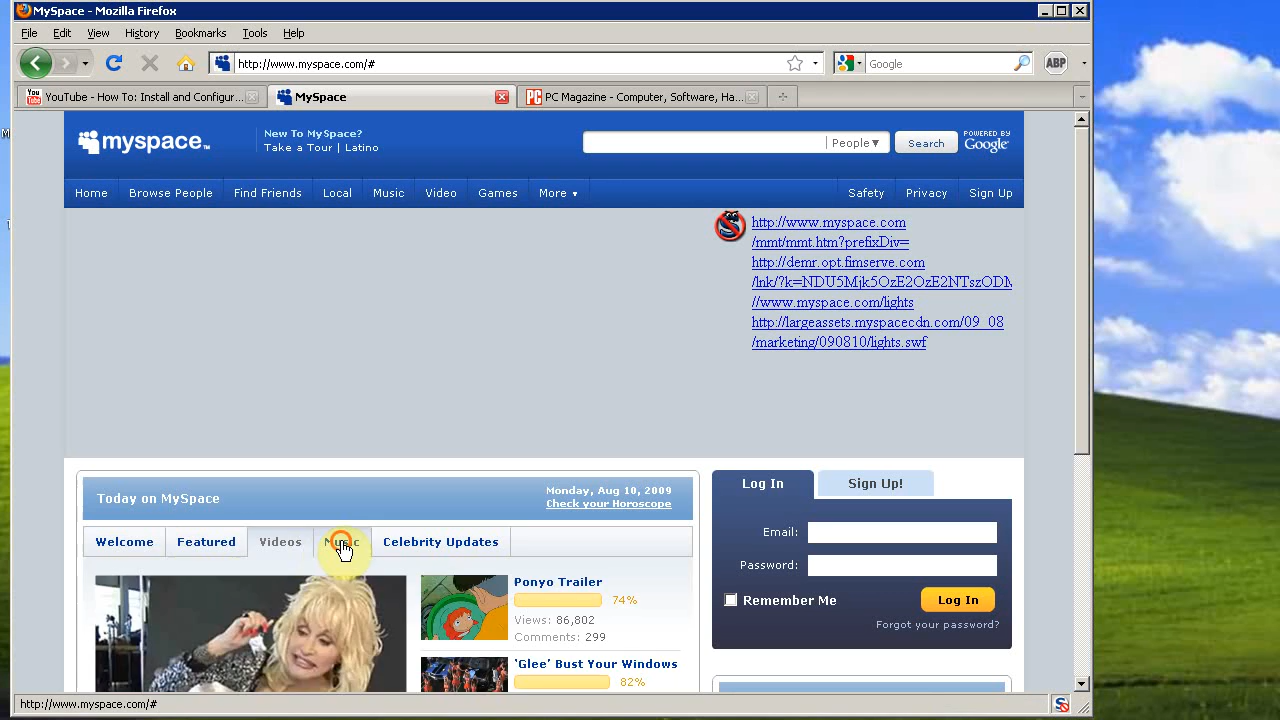 MySpace - Mozilla Firefox
File Edit View History Bookmarks Tools Help
http://www.myspace.com/# Google ABP
YouTube - How To: Install and Configur... MySpace PC Magazine - Computer, Software, Ha...
myspace™ New To MySpace? Take a Tour | Latino People▼ Search POWERED BY Google
Home Browse People Find Friends Local Music Video Games More ▼ Safety Privacy Sign Up
http://www.myspace.com
/mmt/mmt.htm?prefixDiv=
http://demr.opt.fimserve.com
/lnk/?k=NDU5Mjk5OzE2OzE2NTszODM
//www.myspace.com/lights
http://largeassets.myspacecdn.com/09_08
/marketing/090810/lights.swf
Today on MySpace
Monday, Aug 10, 2009
Check your Horoscope
Welcome Featured Videos Music Celebrity Updates
Ponyo Trailer
74%
Views: 86,802
Comments: 299
'Glee' Bust Your Windows
82%
Log In Sign Up!
Email:
Password:
Remember Me Log In
Forgot your password?
http://www.myspace.com/#